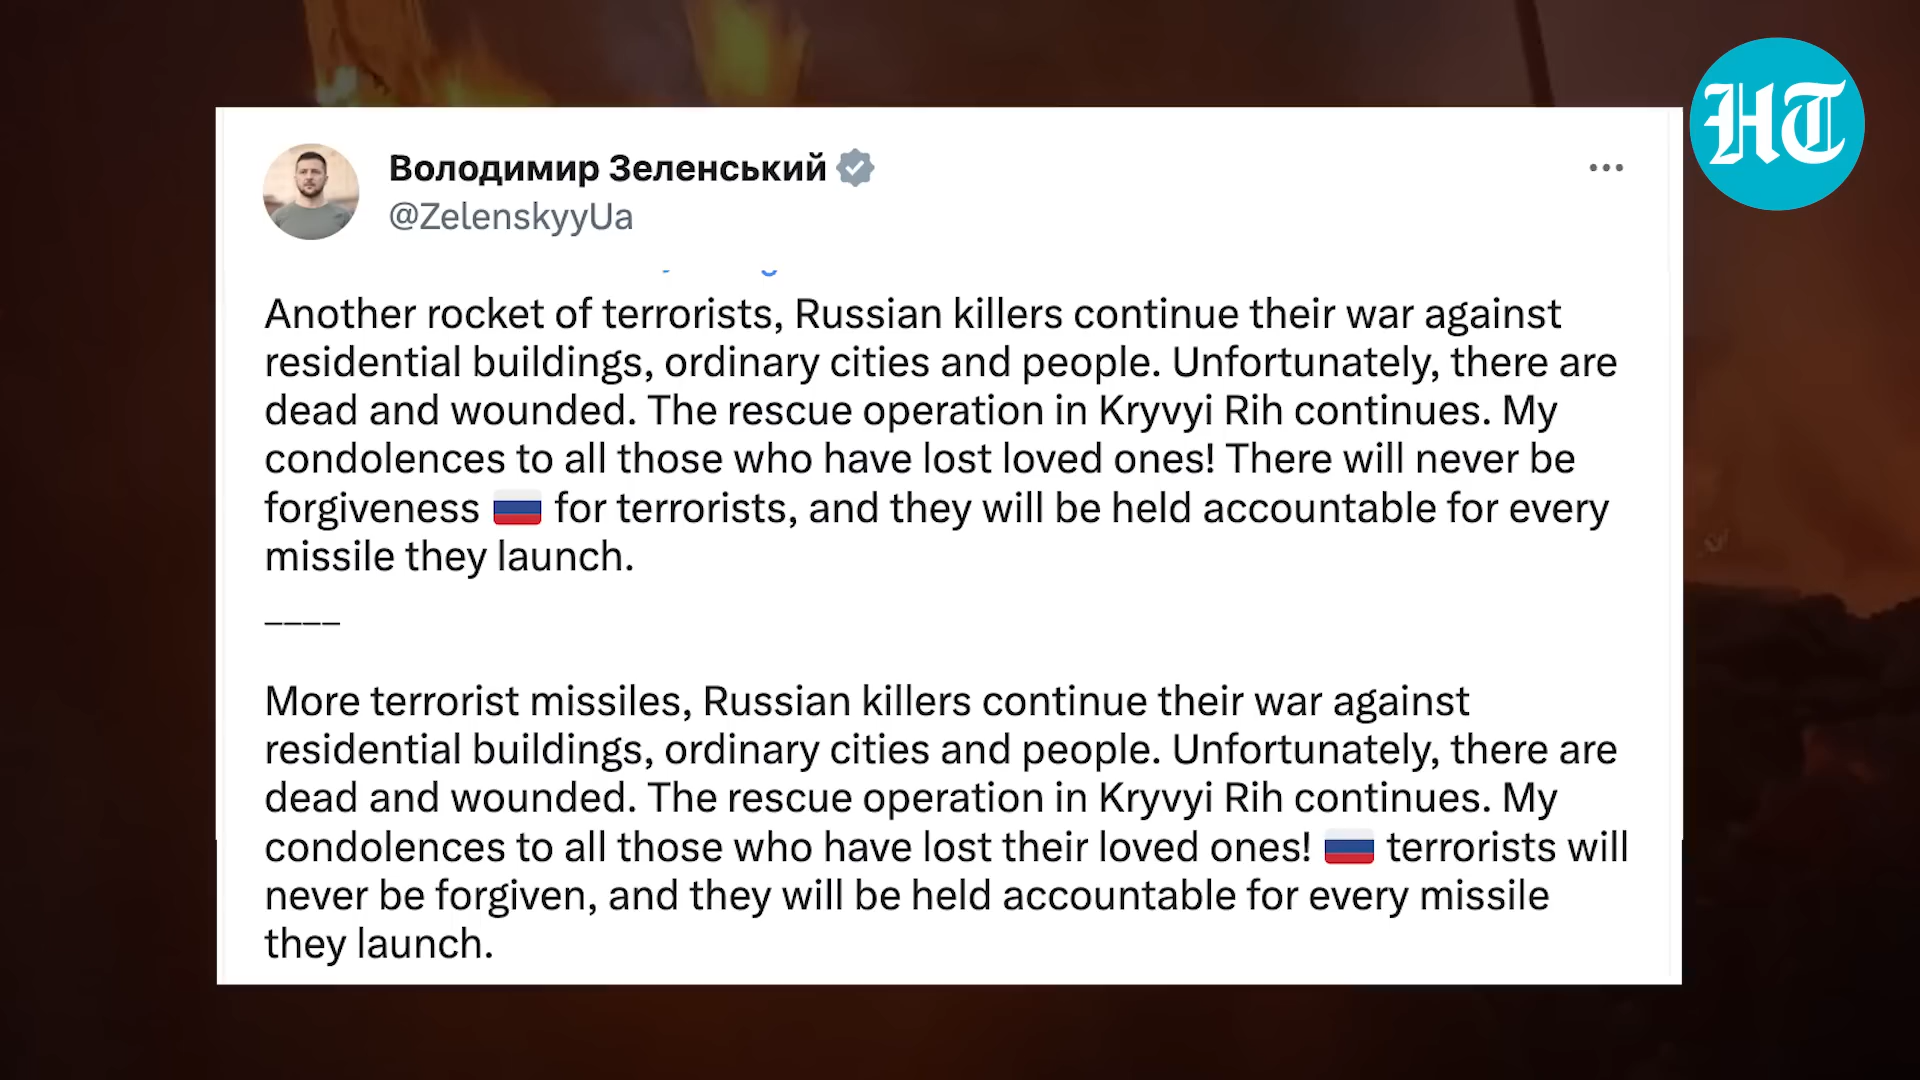 HT
Володимир Зеленський
@ZelenskyyUa
Another rocket of terrorists, Russian killers continue their war against
residential buildings, ordinary cities and people. Unfortunately, there are
dead and wounded. The rescue operation in Kryvyi Rih continues. My
condolences to all those who have lost loved ones! There will never be
forgiveness 🇷🇺 for terrorists, and they will be held accountable for every
missile they launch.
____
More terrorist missiles, Russian killers continue their war against
residential buildings, ordinary cities and people. Unfortunately, there are
dead and wounded. The rescue operation in Kryvyi Rih continues. My
condolences to all those who have lost their loved ones! 🇷🇺 terrorists will
never be forgiven, and they will be held accountable for every missile
they launch.